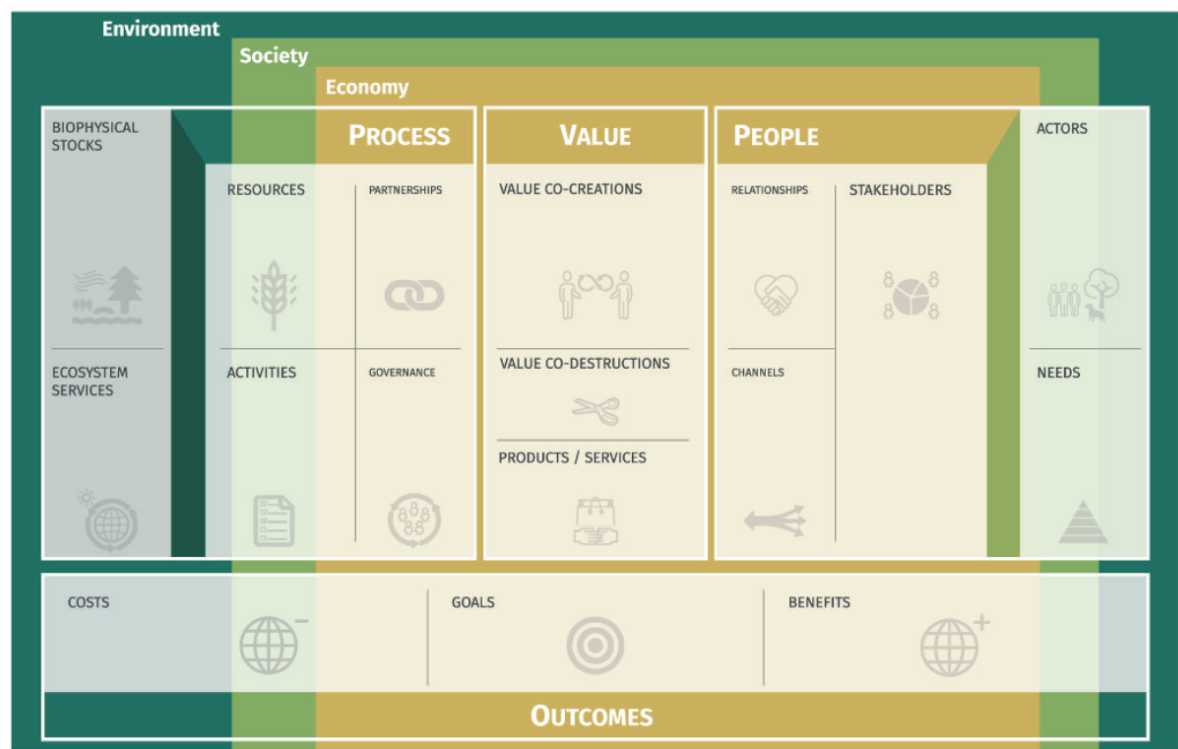 Environment
Society
Economy
BIOPHYSICAL
STOCKS
PROCESS
VALUE
PEOPLE
ACTORS
RESOURCES
PARTNERSHIPS
VALUE CO-CREATIONS
RELATIONSHIPS
STAKEHOLDERS
ECOSYSTEM
SERVICES
ACTIVITIES
GOVERNANCE
VALUE CO-DESTRUCTIONS
CHANNELS
NEEDS
PRODUCTS / SERVICES
COSTS
GOALS
BENEFITS
OUTCOMES